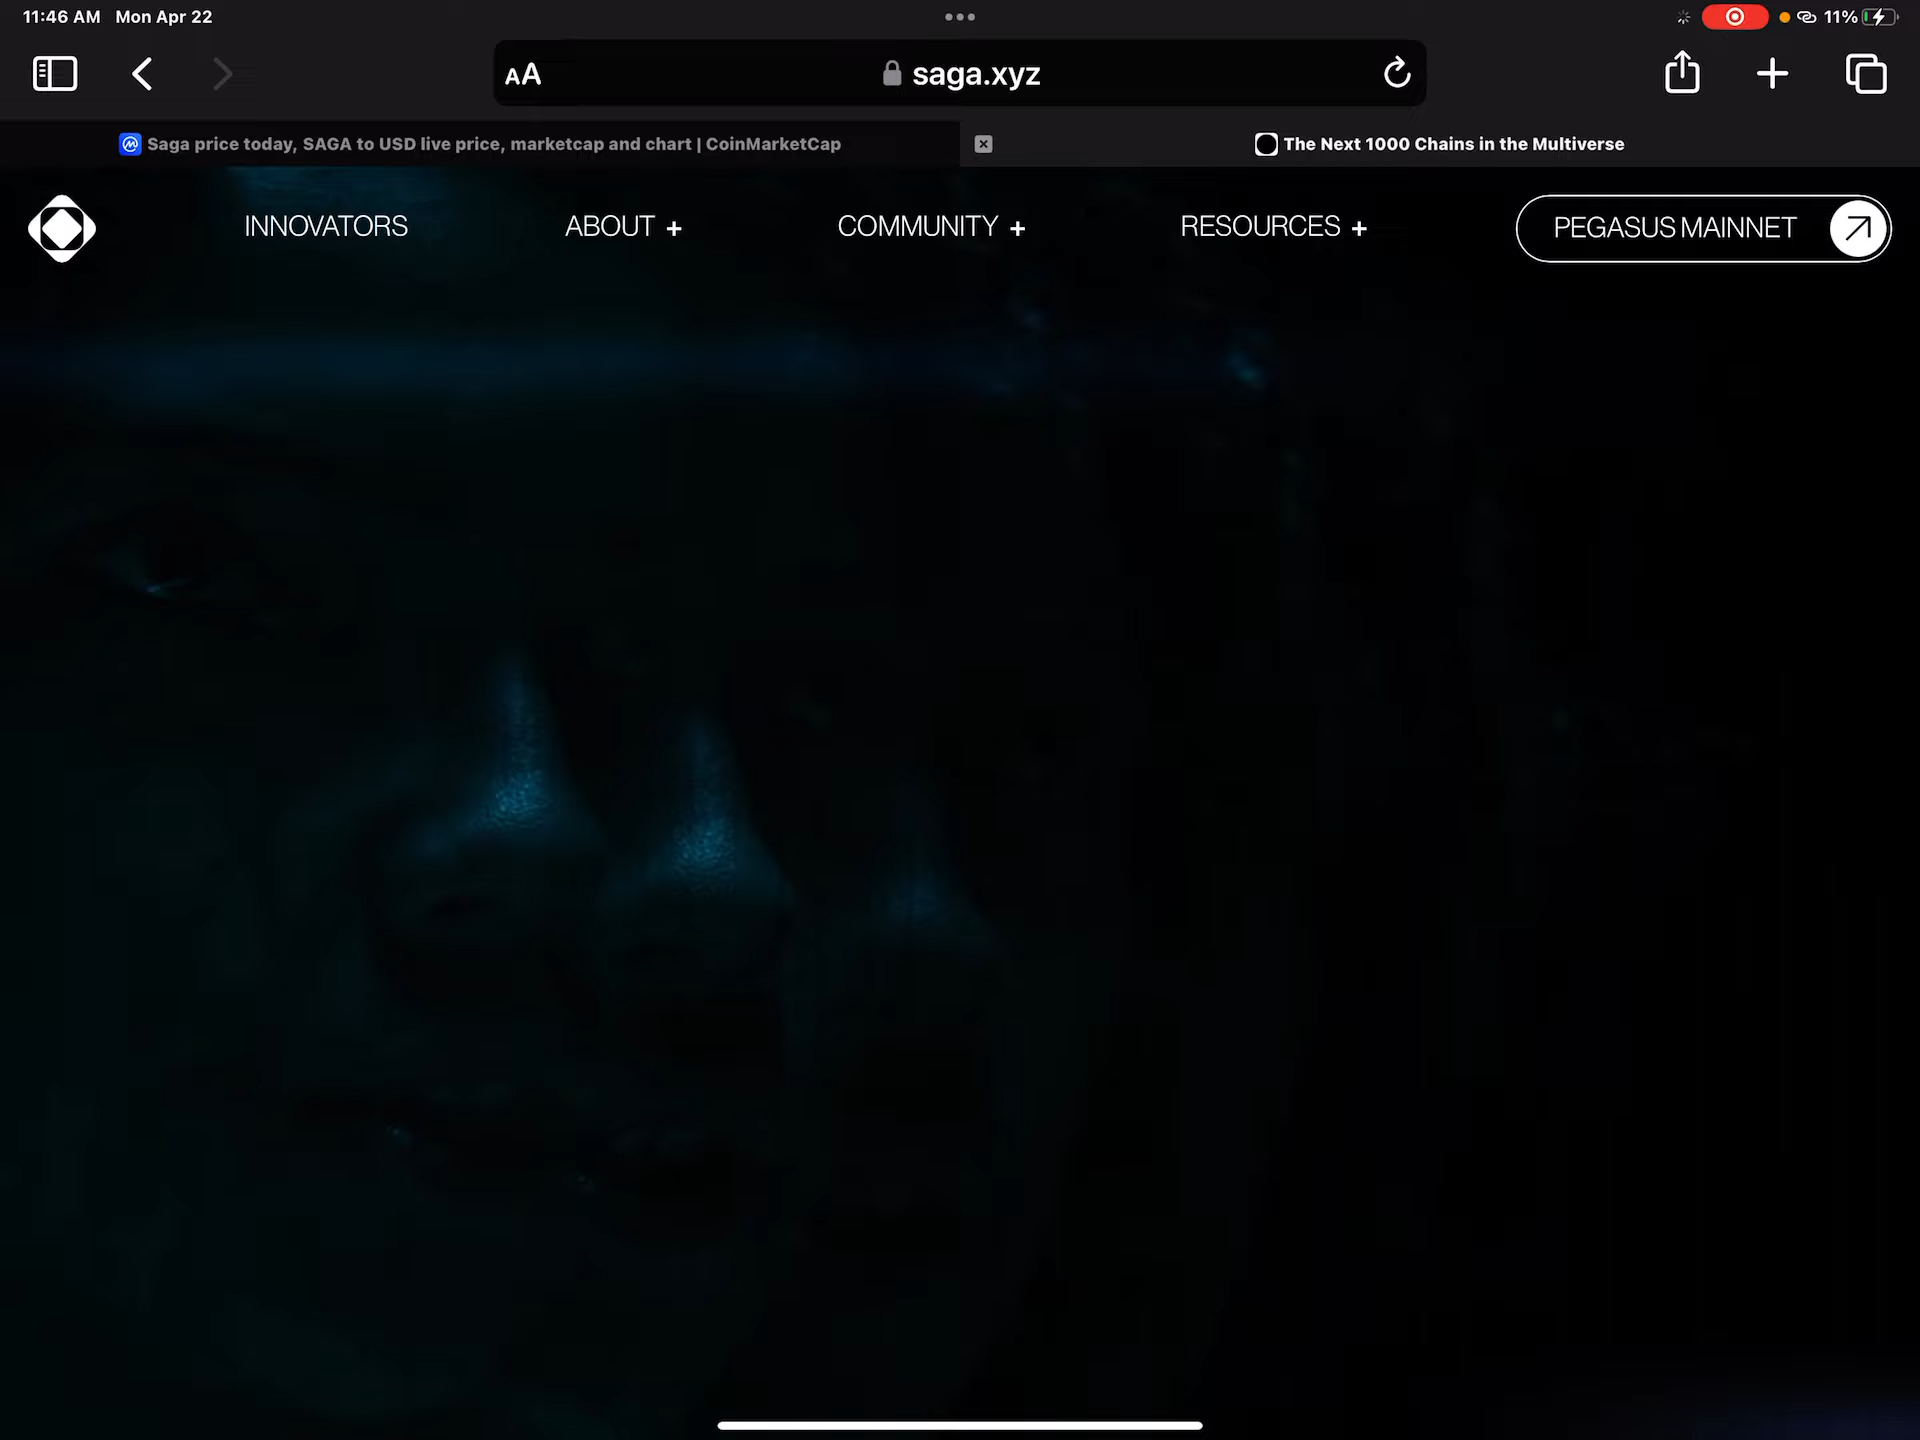 11:46 AM Mon Apr 22
11%
AA
saga.xyz
Saga price today, SAGA to USD live price, marketcap and chart | CoinMarketCap
The Next 1000 Chains in the Multiverse
INNOVATORS
ABOUT +
COMMUNITY +
RESOURCES +
PEGASUS MAINNET